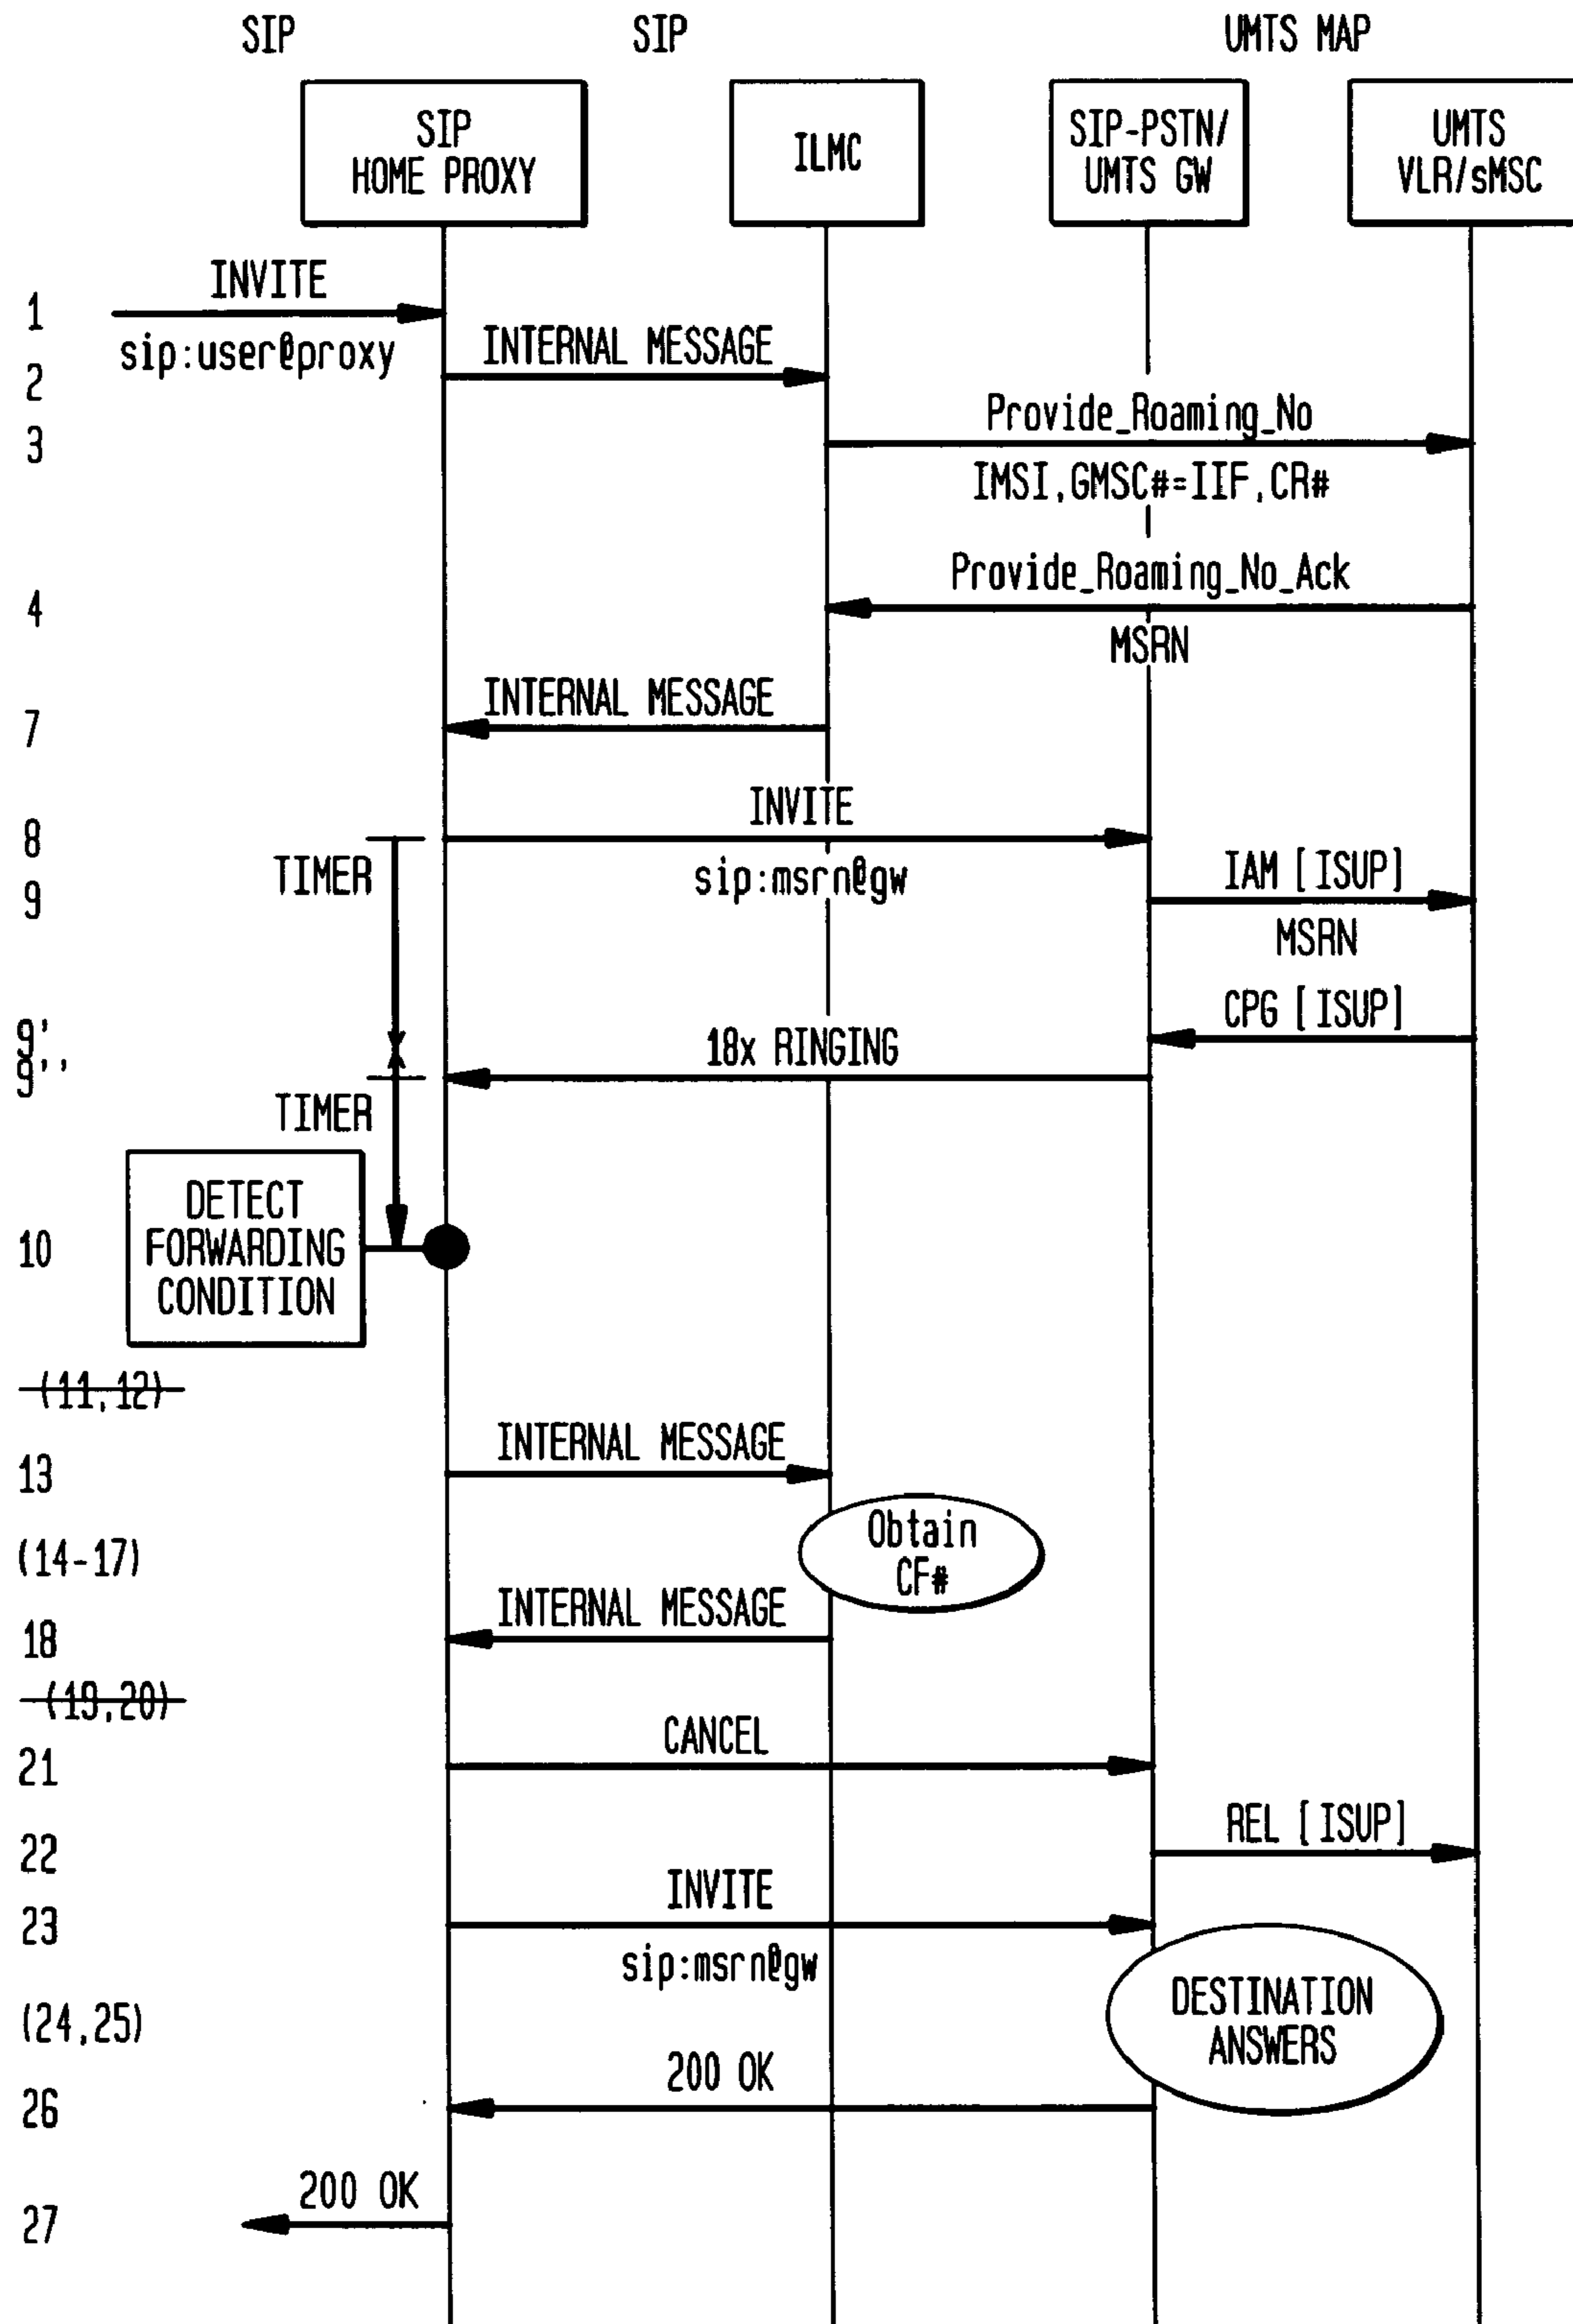 SIP
SIP
UMTS MAP
SIP
HOME PROXY
ILMC
SIP-PSTN/
UMTS GW
UMTS
VLR/sMSC
1
INVITE
sip:user@proxy
2
INTERNAL MESSAGE
3
Provide_Roaming_No
IMSI,GMSC#=IIF,CR#
4
Provide_Roaming_No_Ack
MSRN
7
INTERNAL MESSAGE
8
INVITE
sip:msrn@gw
TIMER
9
IAM [ISUP]
MSRN
9'
CPG [ISUP]
9''
18x RINGING
TIMER
10
DETECT
FORWARDING
CONDITION
(11,12)
13
INTERNAL MESSAGE
(14-17)
Obtain
CF#
18
INTERNAL MESSAGE
(19,20)
21
CANCEL
22
REL [ISUP]
23
INVITE
sip:msrn@gw
(24,25)
DESTINATION
ANSWERS
26
200 OK
27
200 OK